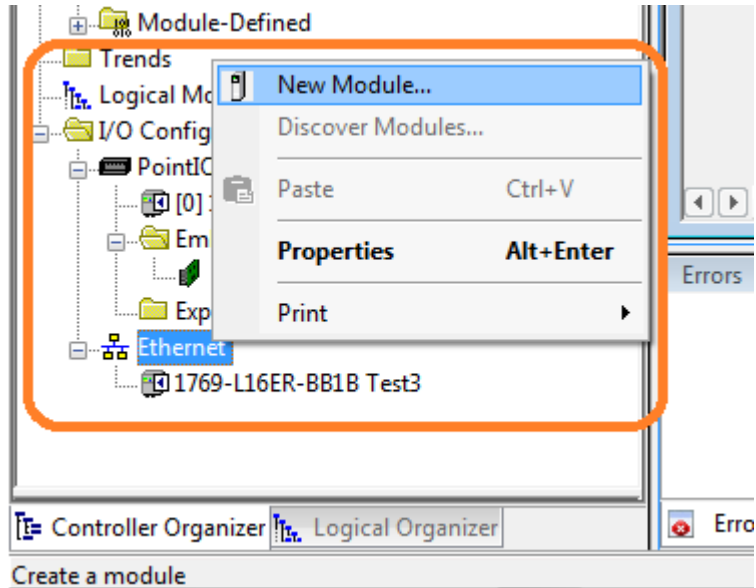 Module-Defined
Trends
Logical Mo
New Module...
I/O Config
Discover Modules...
PointIO
Paste Ctrl+V
[0]
Em
Properties Alt+Enter
Errors
Exp
Print
Ethernet
1769-L16ER-BB1B Test3
Controller Organizer
Logical Organizer
Erro
Create a module